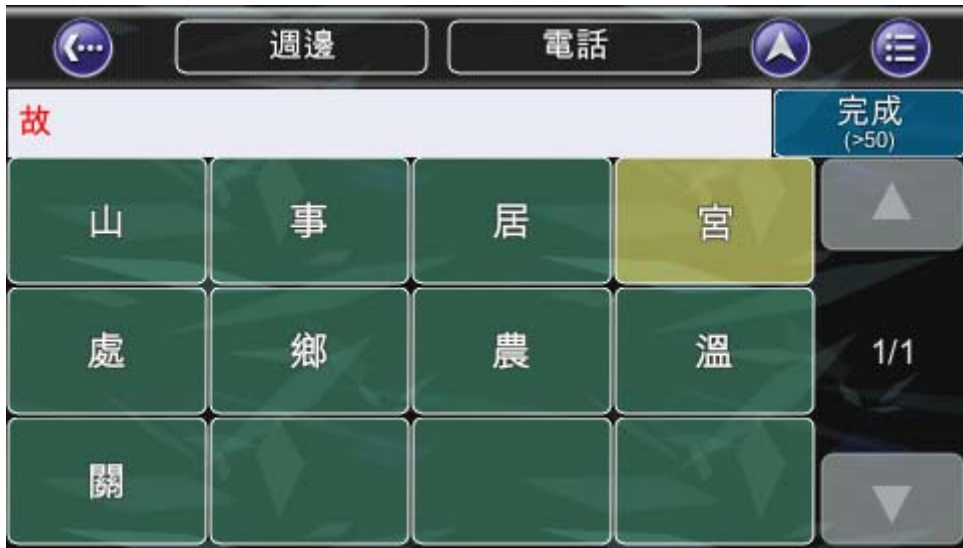 週邊 電話
故 完成
(>50)
山 事 居 宮
處 鄉 農 溫 1/1
關